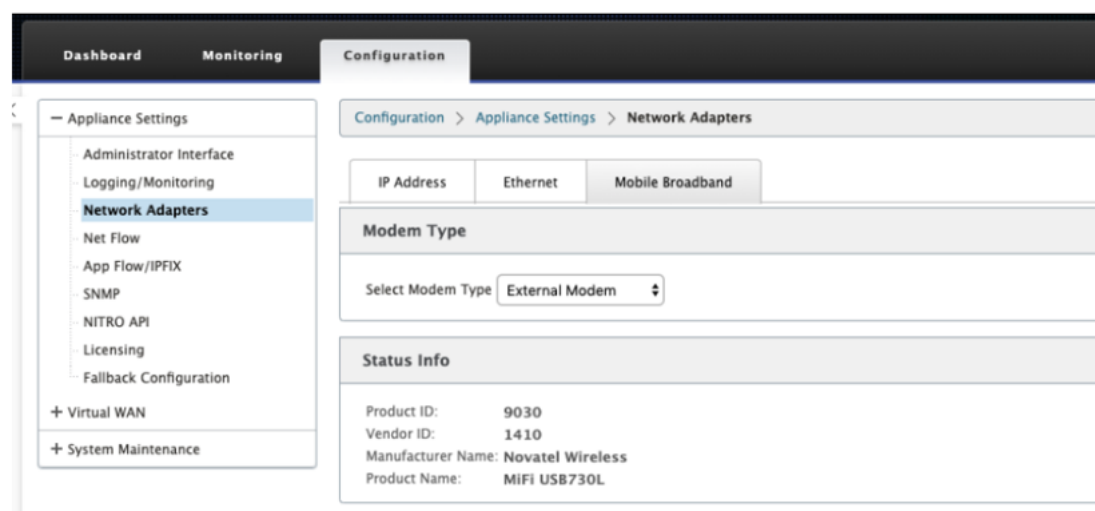 Dashboard Monitoring Configuration
— Appliance Settings
Administrator Interface
Logging/Monitoring
Network Adapters
Net Flow
App Flow/IPFIX
SNMP
NITRO API
Licensing
Fallback Configuration
+ Virtual WAN
+ System Maintenance
Configuration > Appliance Settings > Network Adapters
IP Address Ethernet Mobile Broadband
Modem Type
Select Modem Type External Modem
Status Info
Product ID: 9030
Vendor ID: 1410
Manufacturer Name: Novatel Wireless
Product Name: MiFi USB730L